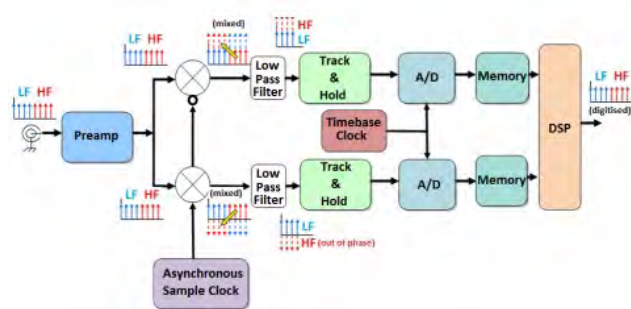 (mixed)
HF
LF
LF HF
LF HF
Low
Pass
Filter
Track
&
Hold
A/D
Memory
LF HF
(digitised)
Preamp
Timebase
Clock
DSP
LF HF
(mixed)
Low
Pass
Filter
Track
&
Hold
A/D
Memory
LF
HF (out of phase)
Asynchronous
Sample Clock